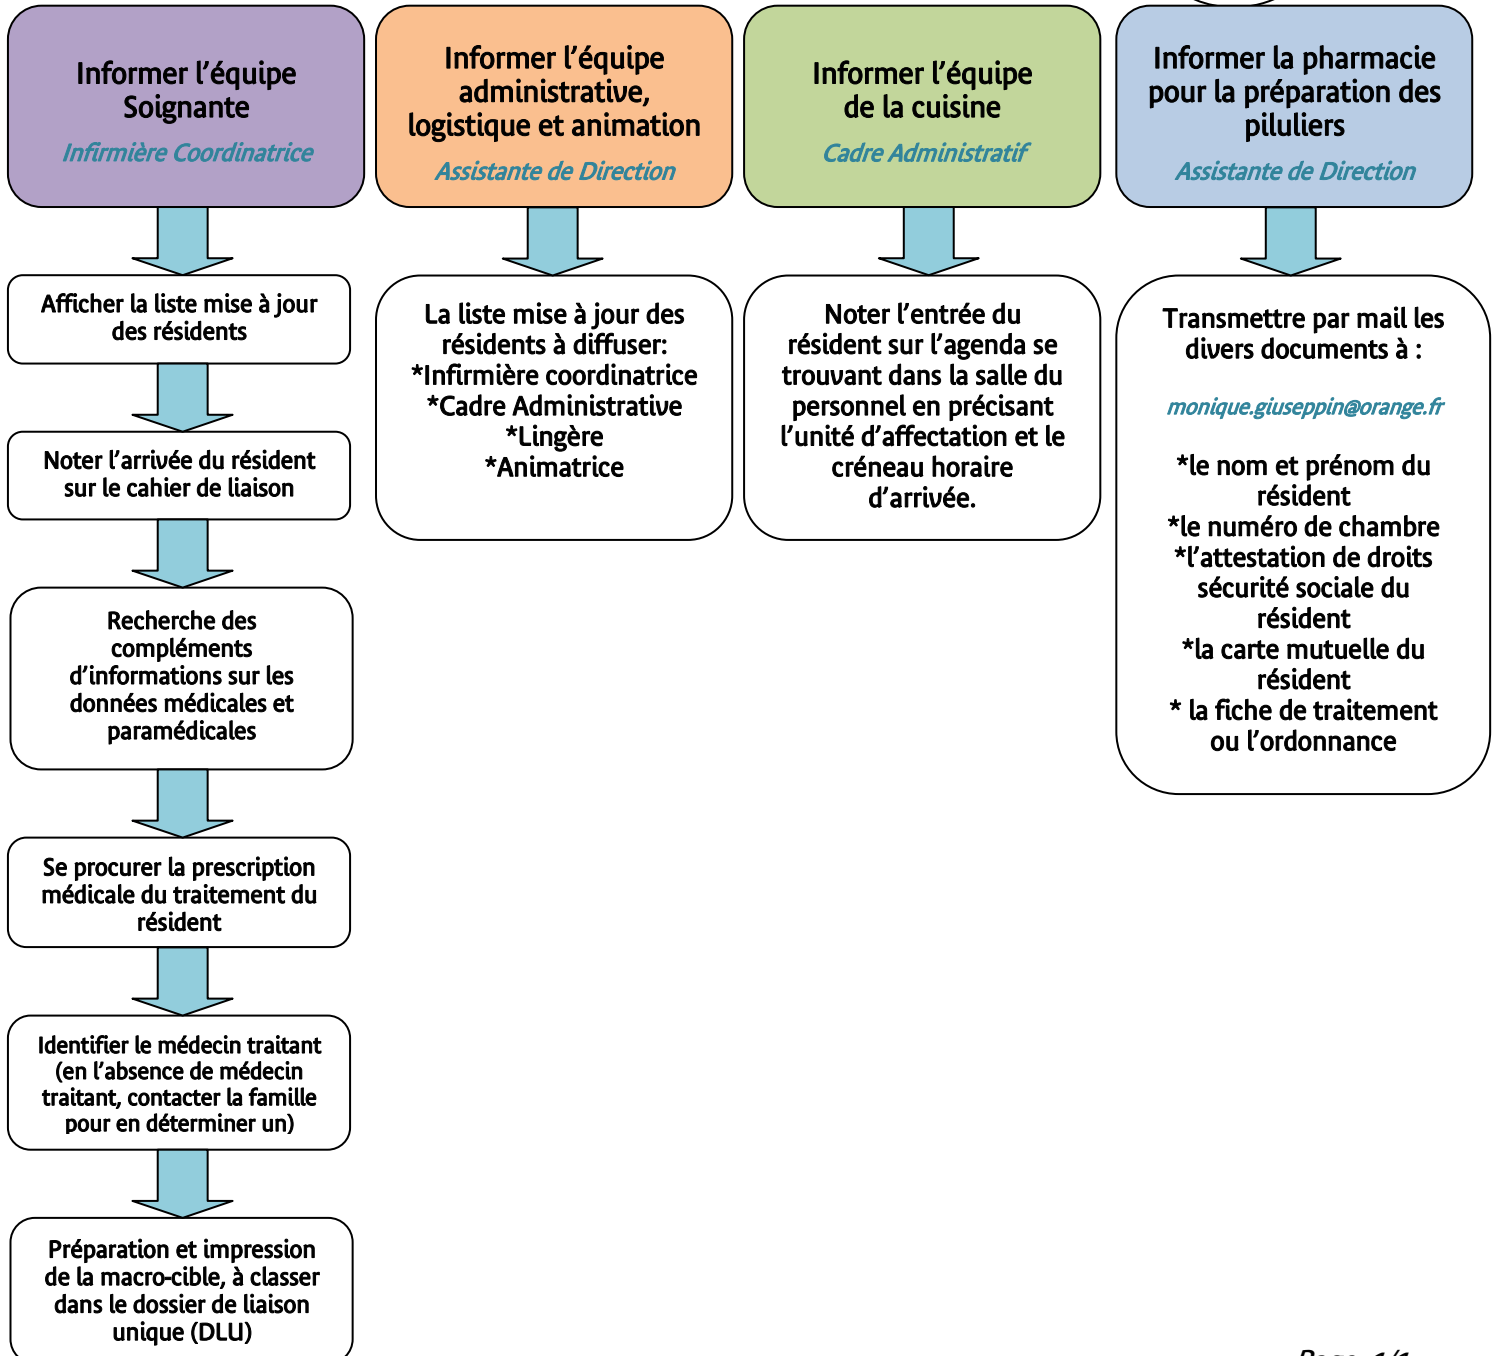 Informer l’équipe
Soignante
Infirmière Coordinatrice
Afficher la liste mise à jour
des résidents
Noter l’arrivée du résident
sur le cahier de liaison
Recherche des
compléments
d’informations sur les
données médicales et
paramédicales
Se procurer la prescription
médicale du traitement du
résident
Identifier le médecin traitant
(en l’absence de médecin
traitant, contacter la famille
pour en déterminer un)
Préparation et impression
de la macro-cible, à classer
dans le dossier de liaison
unique (DLU)
Informer l’équipe
administrative,
logistique et animation
Assistante de Direction
La liste mise à jour des
résidents à diffuser:
*Infirmière coordinatrice
*Cadre Administrative
*Lingère
*Animatrice
Informer l’équipe
de la cuisine
Cadre Administratif
Noter l’entrée du
résident sur l’agenda se
trouvant dans la salle du
personnel en précisant
l’unité d’affectation et le
créneau horaire
d’arrivée.
Informer la pharmacie
pour la préparation des
piluliers
Assistante de Direction
Transmettre par mail les
divers documents à :
monique.giuseppin@orange.fr
*le nom et prénom du
résident
*le numéro de chambre
*l’attestation de droits
sécurité sociale du
résident
*la carte mutuelle du
résident
* la fiche de traitement
ou l’ordonnance
Page 1/1